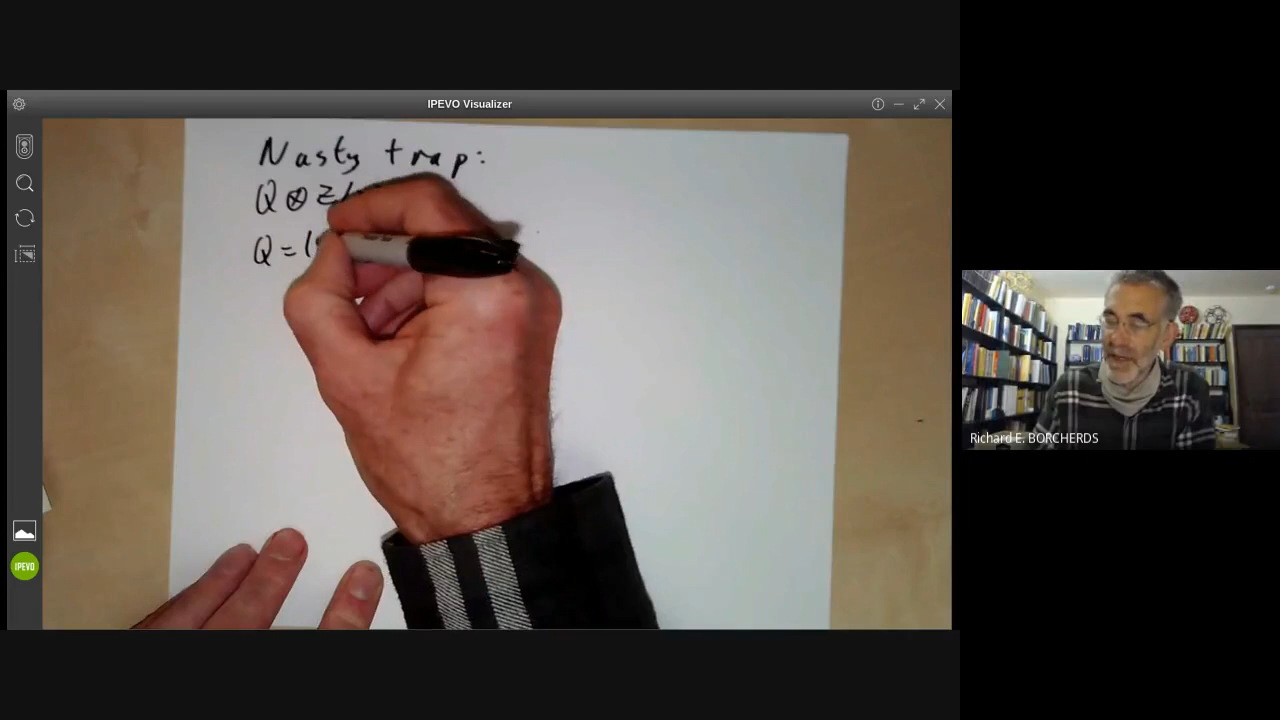 IPEVO Visualizer
Nasty trap:
Q ⊗ Z/
Q = (
IPEVO
Richard E. BORCHERDS